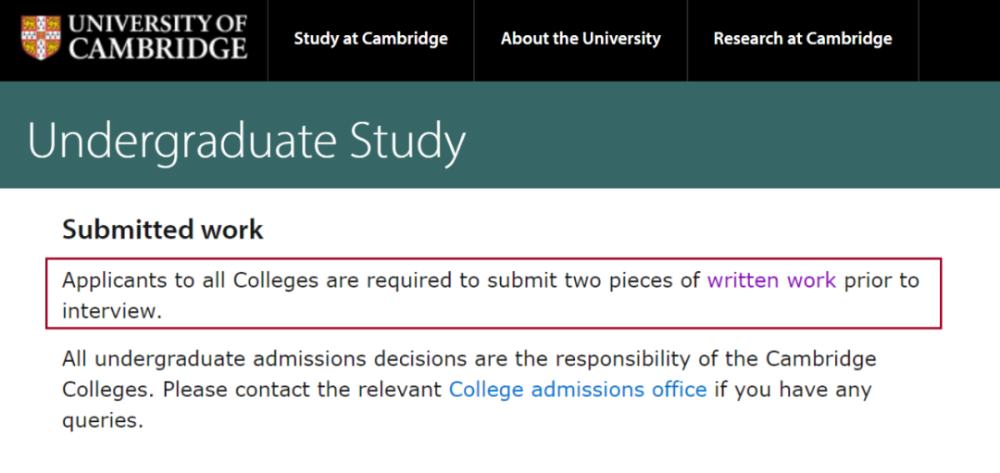 UNIVERSITY OF
CAMBRIDGE
Study at Cambridge
About the University
Research at Cambridge
Undergraduate Study
Submitted work
Applicants to all Colleges are required to submit two pieces of written work prior to
interview.
All undergraduate admissions decisions are the responsibility of the Cambridge
Colleges. Please contact the relevant College admissions office if you have any
queries.